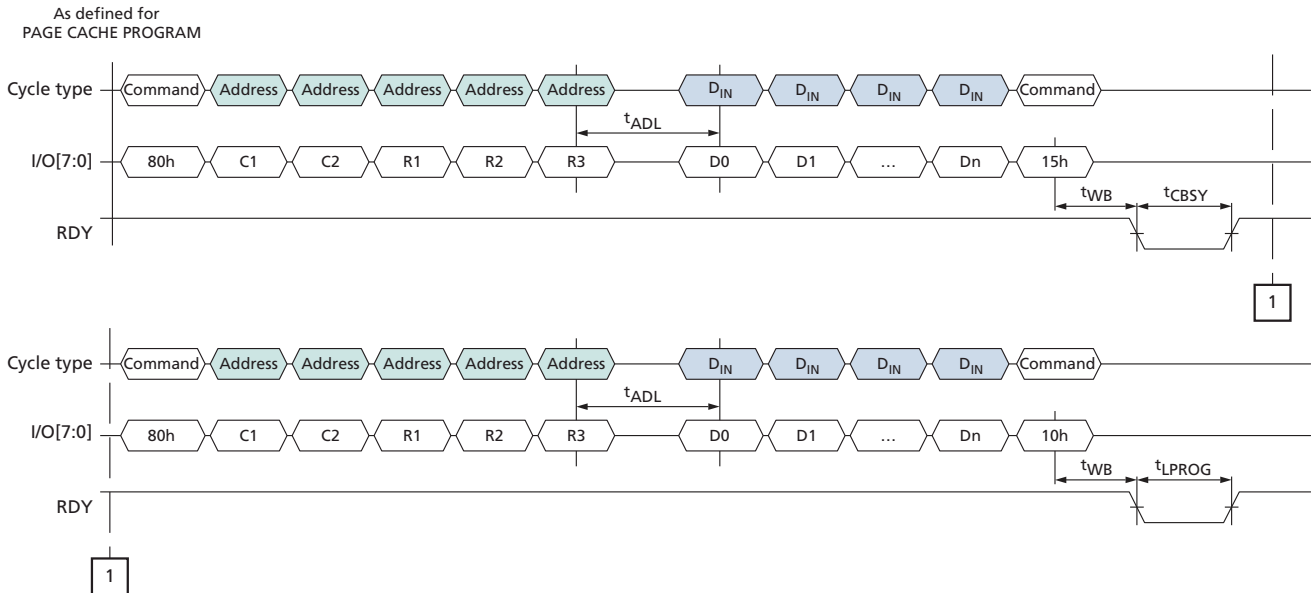 As defined for
PAGE CACHE PROGRAM
Cycle type Command Address Address Address Address Address DIN DIN DIN DIN Command
tADL
I/O[7:0] 80h C1 C2 R1 R2 R3 D0 D1 … Dn 15h
tWB tCBSY
RDY
1
Cycle type Command Address Address Address Address Address DIN DIN DIN DIN Command
tADL
I/O[7:0] 80h C1 C2 R1 R2 R3 D0 D1 … Dn 10h
tWB tLPROG
RDY
1